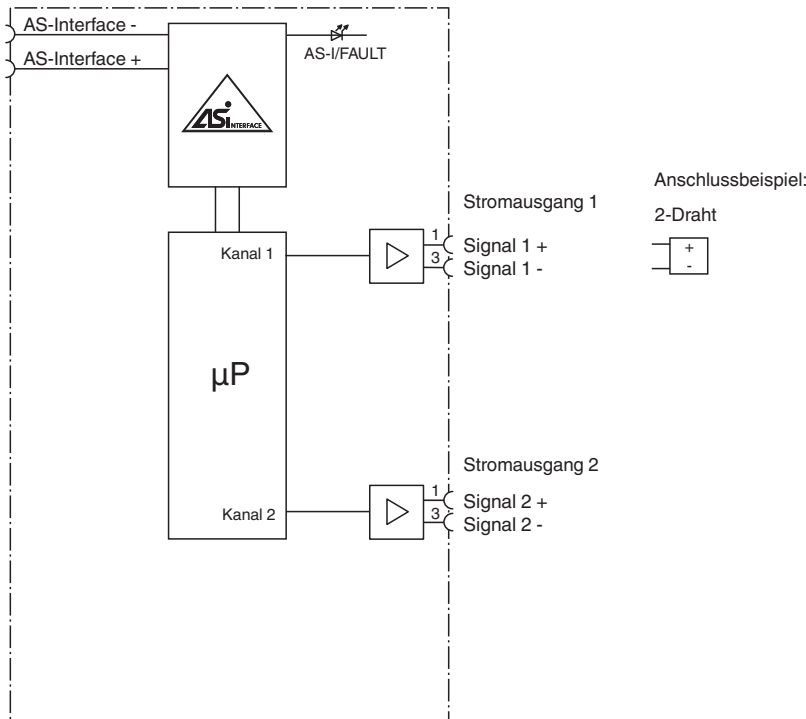 AS-Interface -
AS-Interface +
AS-I/FAULT
ASi INTERFACE
Stromausgang 1
Anschlussbeispiel:
2-Draht
Kanal 1
1
Signal 1 +
3
Signal 1 -
+
-
µP
Stromausgang 2
Kanal 2
1
Signal 2 +
3
Signal 2 -